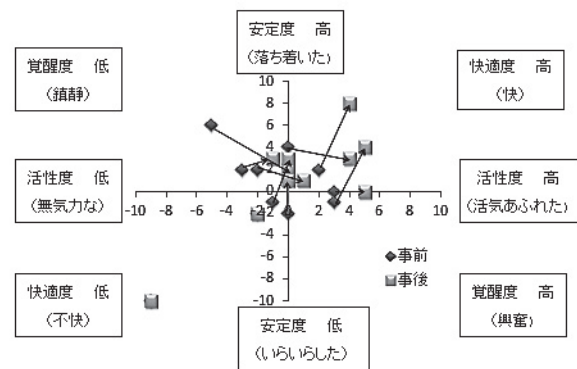 安定度 高
(落ち着いた)
覚醒度 低
(鎮静)
快適度 高
(快)
10
8
6
4
2
0
活性度 低
(無気力な)
活性度 高
(活気あふれた)
-10 -8 -6 -4 -2 0 2 4 6 8 10
-2
-4
-6
-8
-10
事前
事後
快適度 低
(不快)
覚醒度 高
(興奮)
安定度 低
(いらいらした)